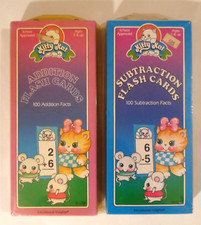 Kitty Kat
ADDITION
FLASH CARDS
100 Addition Facts
2
+6
Kitty Kat
SUBTRACTION
FLASH CARDS
100 Subtraction Facts
6
-5